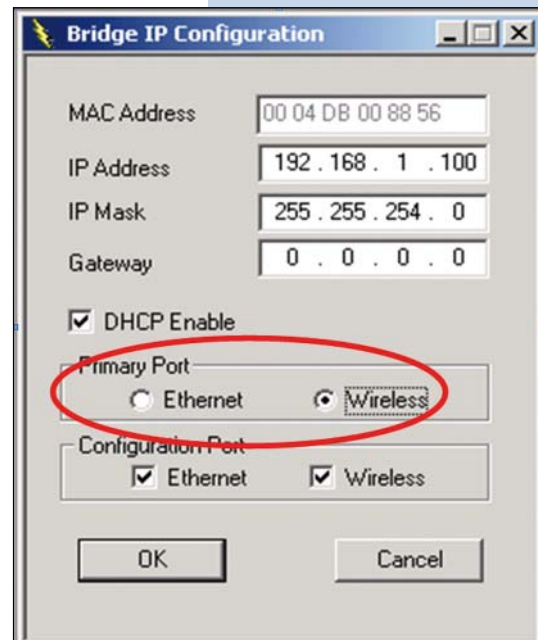 Bridge IP Configuration
MAC Address 00 04 DB 00 88 56
IP Address 192 . 168 . 1 . 100
IP Mask 255 . 255 . 254 . 0
Gateway 0 . 0 . 0 . 0
DHCP Enable
Primary Port
Ethernet Wireless
Configuration Port
Ethernet Wireless
OK Cancel